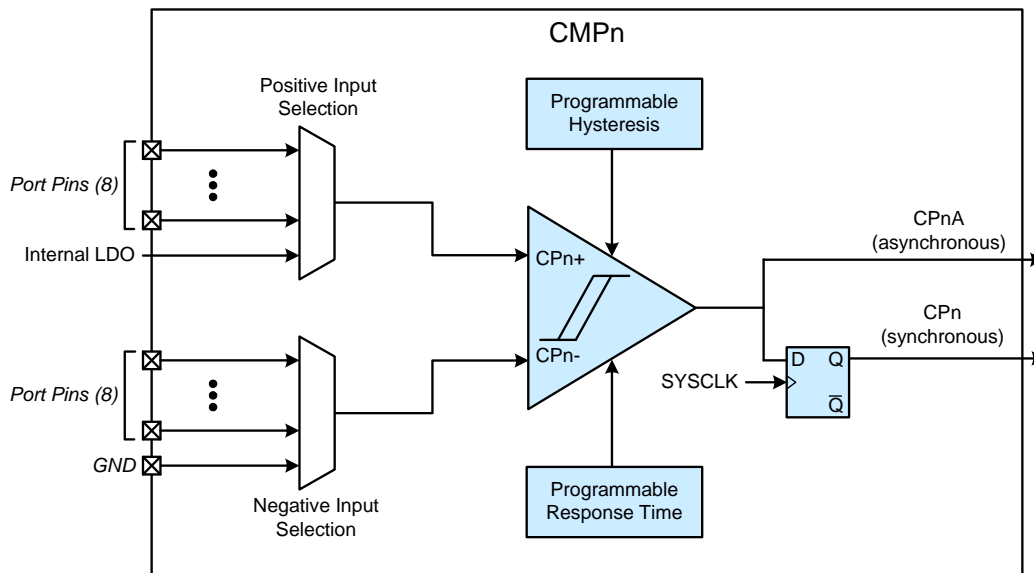 CMPn
Positive Input
Selection
Programmable
Hysteresis
Port Pins (8)
Internal LDO
CPn+
CPnA
(asynchronous)
CPn
(synchronous)
CPn-
D Q
Q̅
SYSCLK
Port Pins (8)
GND
Negative Input
Selection
Programmable
Response Time